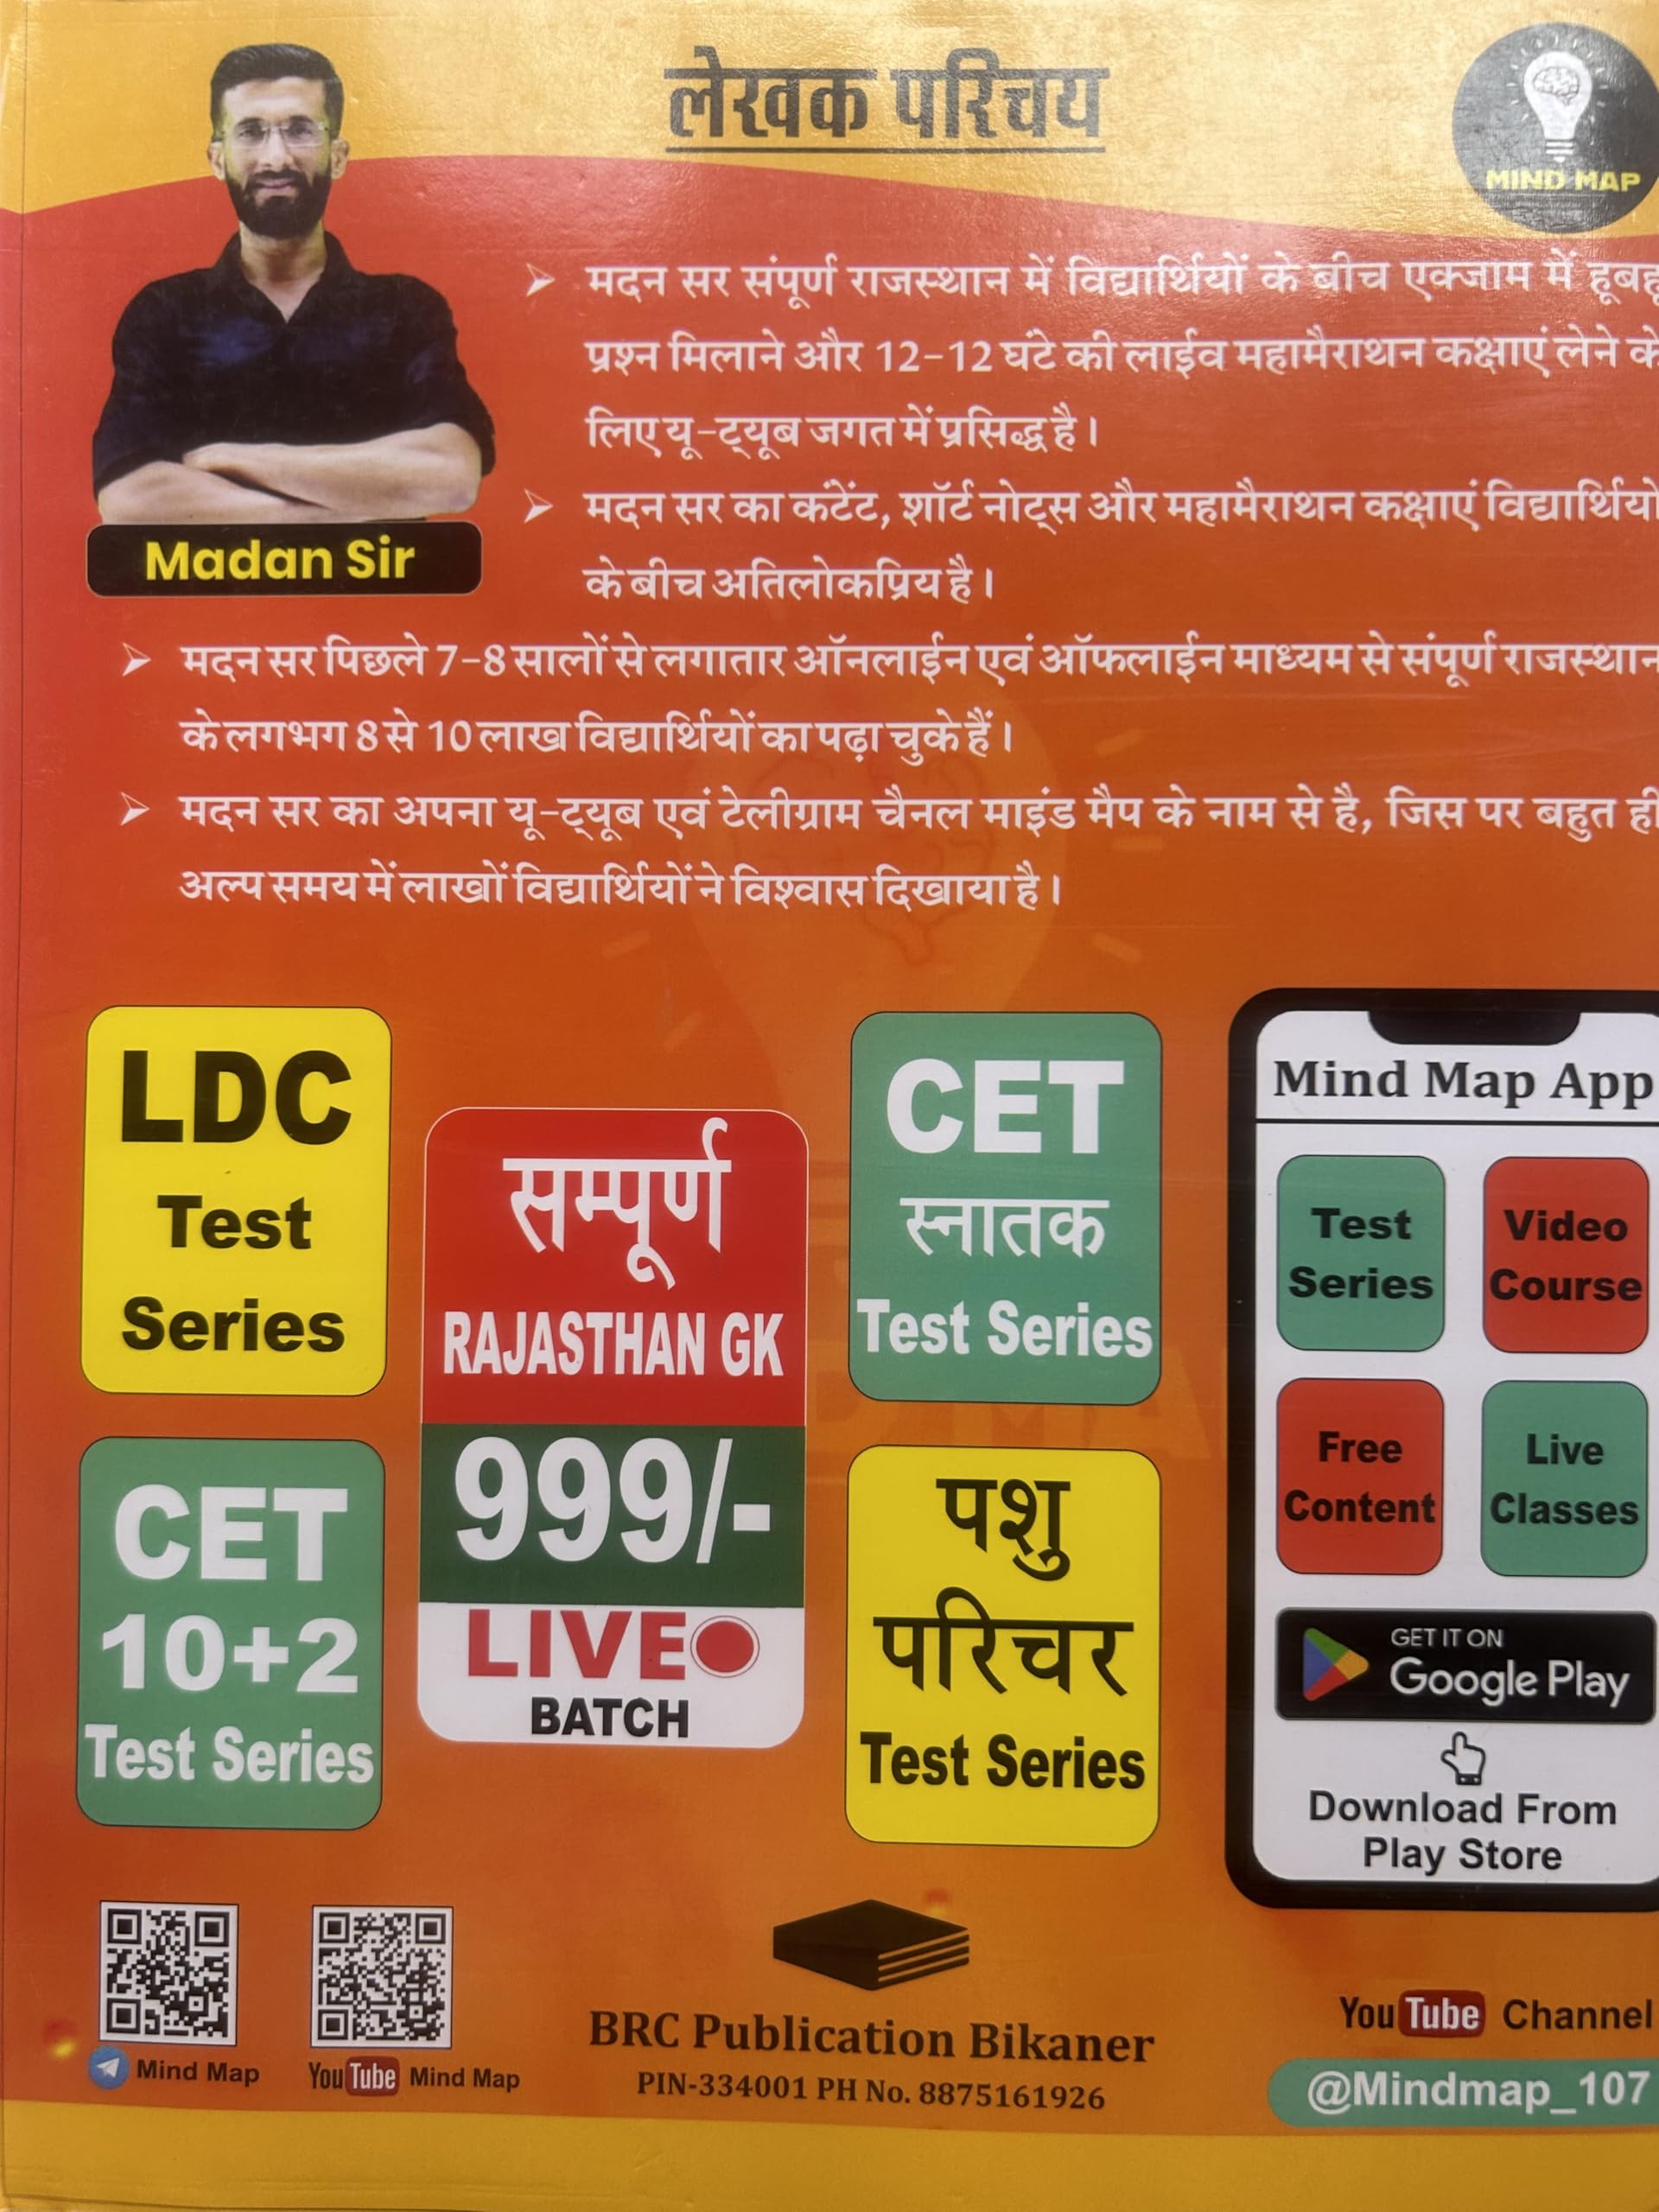 लेखक परिचय
MIND MAP
मदन सर संपूर्ण राजस्थान में विद्यार्थियों के बीच एक्जाम में हूबहू
प्रश्न मिलाने और 12-12 घंटे की लाईव महामैराथन कक्षाएं लेने के
लिए यू-ट्यूब जगत में प्रसिद्ध है।
मदन सर का कंटेंट, शॉर्ट नोट्स और महामैराथन कक्षाएं विद्यार्थियो
के बीच अतिलोकप्रिय है।
Madan Sir
मदन सर पिछले 7-8 सालों से लगातार ऑनलाईन एवं ऑफलाईन माध्यम से संपूर्ण राजस्थान
के लगभग 8 से 10 लाख विद्यार्थियों का पढ़ा चुके हैं।
मदन सर का अपना यू-ट्यूब एवं टेलीग्राम चैनल माइंड मैप के नाम से है, जिस पर बहुत ही
अल्प समय में लाखों विद्यार्थियों ने विश्वास दिखाया है।
LDC
Test
Series
CET
10+2
Test Series
सम्पूर्ण
RAJASTHAN GK
999/-
LIVE
BATCH
CET
स्नातक
Test Series
पशु
परिचर
Test Series
Mind Map App
Test
Series
Video
Course
Free
Content
Live
Classes
GET IT ON
Google Play
Download From
Play Store
Mind Map
YouTube Mind Map
BRC Publication Bikaner
PIN-334001 PH No. 8875161926
YouTube Channel
@Mindmap_107